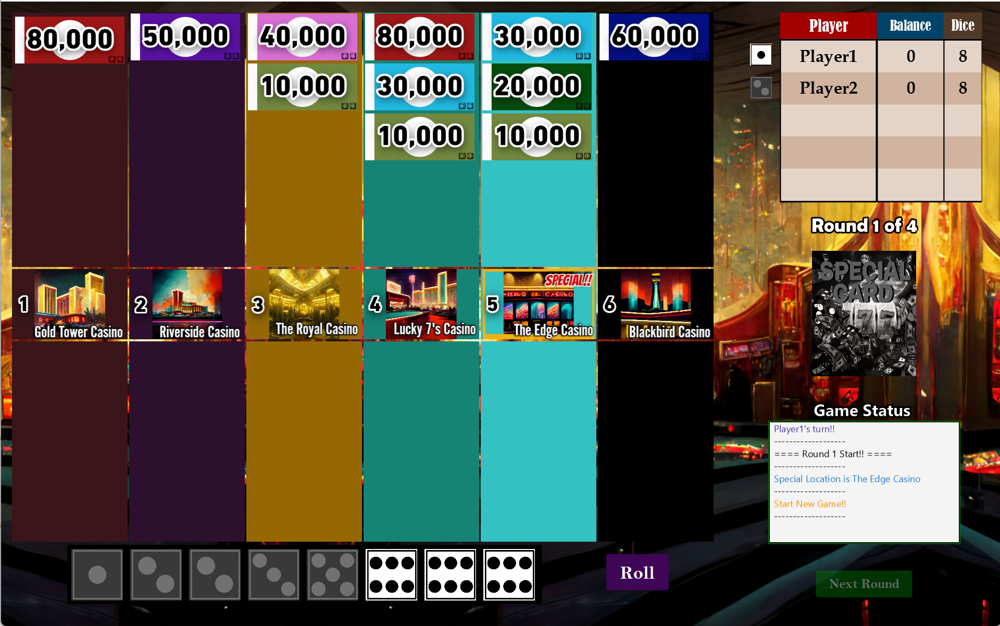 80,000
50,000
40,000
80,000
30,000
60,000
10,000
30,000
20,000
10,000
10,000
1
Gold Tower Casino
2
Riverside Casino
3
The Royal Casino
4
Lucky 7's Casino
5
SPECIAL!!
CASINO
The Edge Casino
6
Blackbird Casino
Player Balance Dice
Player1 0 8
Player2 0 8
Round 1 of 4
SPECIAL
CARD
77
Game Status
Player1's turn!!
-------------------
==== Round 1 Start!! ====
-------------------
Special Location is The Edge Casino
-------------------
Start New Game!!
-------------------
Roll
Next Round